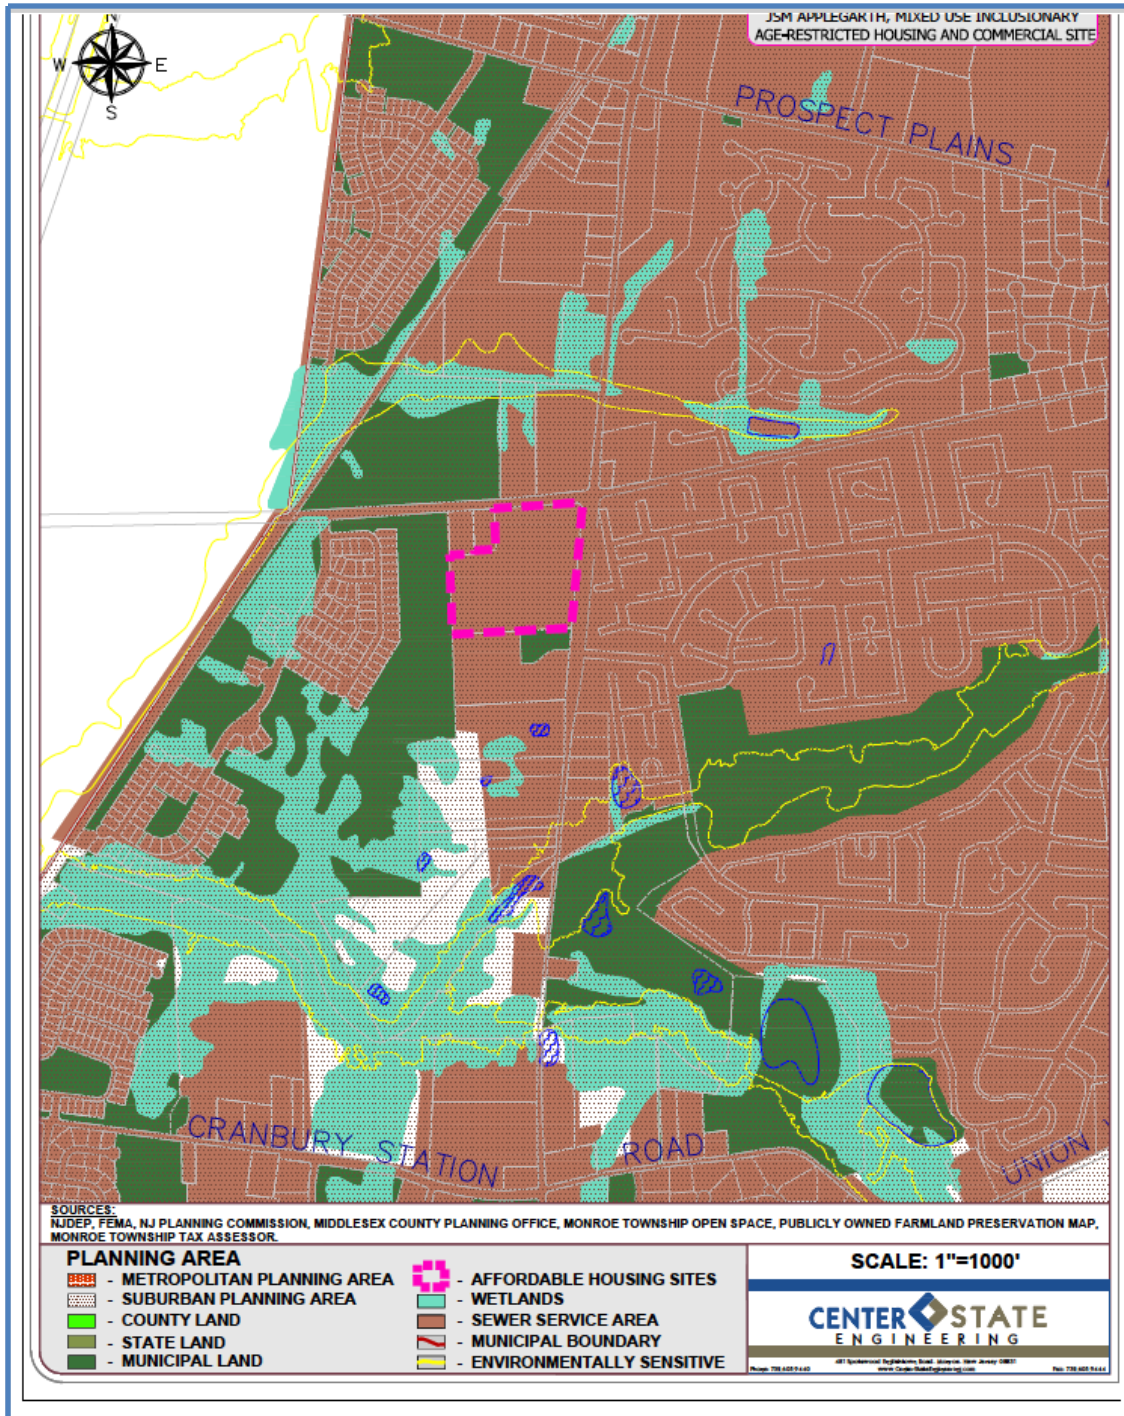 JSM APPLEGARTH, MIXED USE INCLUSIONARY
AGE-RESTRICTED HOUSING AND COMMERCIAL SITE
N
W E
S
PROSPECT PLAINS
CRANBURY STATION ROAD
UNION
SOURCES:
NJDEP, FEMA, NJ PLANNING COMMISSION, MIDDLESEX COUNTY PLANNING OFFICE, MONROE TOWNSHIP OPEN SPACE, PUBLICLY OWNED FARMLAND PRESERVATION MAP,
MONROE TOWNSHIP TAX ASSESSOR.
PLANNING AREA
- METROPOLITAN PLANNING AREA
- SUBURBAN PLANNING AREA
- COUNTY LAND
- STATE LAND
- MUNICIPAL LAND
- AFFORDABLE HOUSING SITES
- WETLANDS
- SEWER SERVICE AREA
- MUNICIPAL BOUNDARY
- ENVIRONMENTALLY SENSITIVE
SCALE: 1"=1000'
CENTER STATE
ENGINEERING